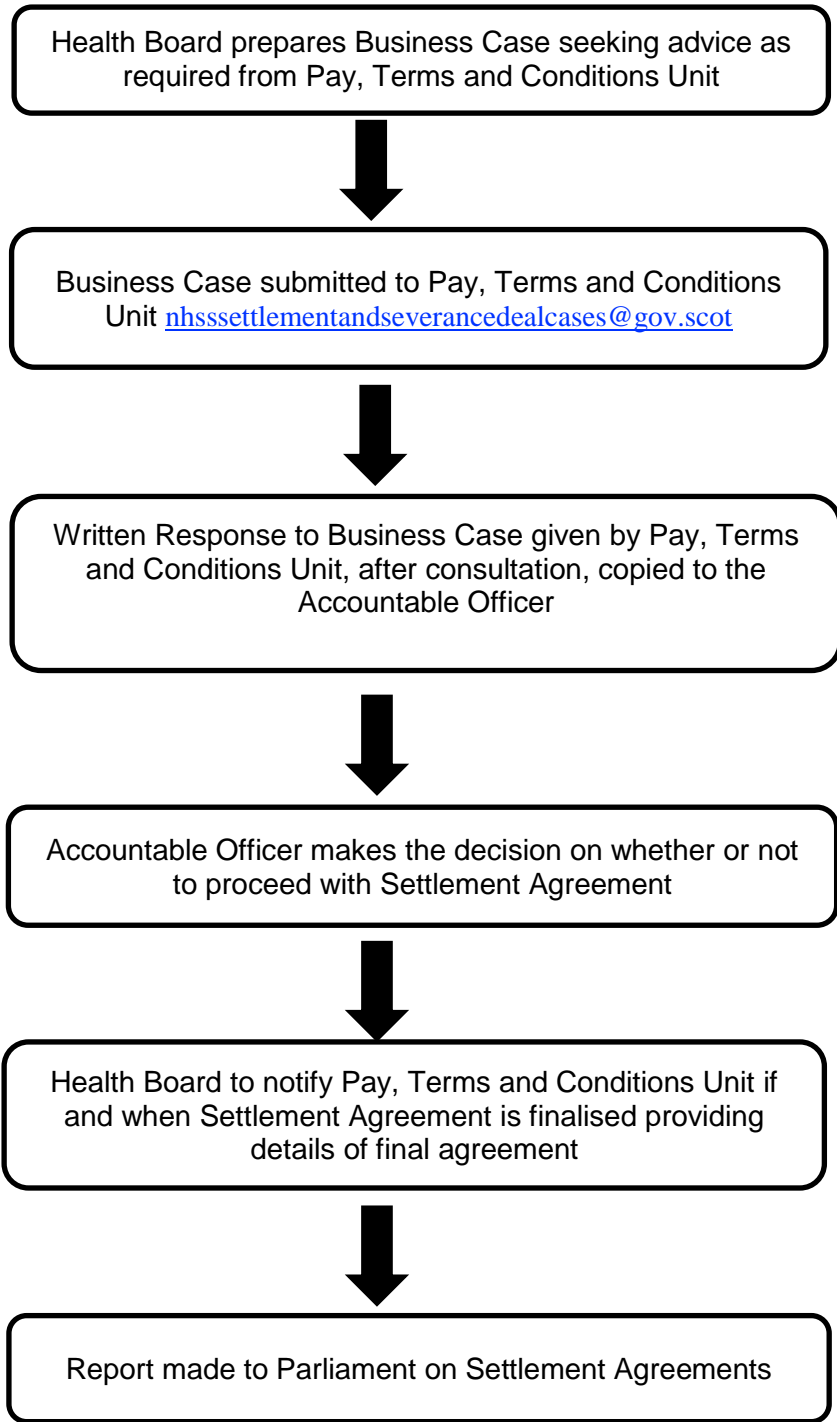 Health Board prepares Business Case seeking advice as
required from Pay, Terms and Conditions Unit
Business Case submitted to Pay, Terms and Conditions
Unit nhsssettlementandseverancedealcases@gov.scot
Written Response to Business Case given by Pay, Terms
and Conditions Unit, after consultation, copied to the
Accountable Officer
Accountable Officer makes the decision on whether or not
to proceed with Settlement Agreement
Health Board to notify Pay, Terms and Conditions Unit if
and when Settlement Agreement is finalised providing
details of final agreement
Report made to Parliament on Settlement Agreements